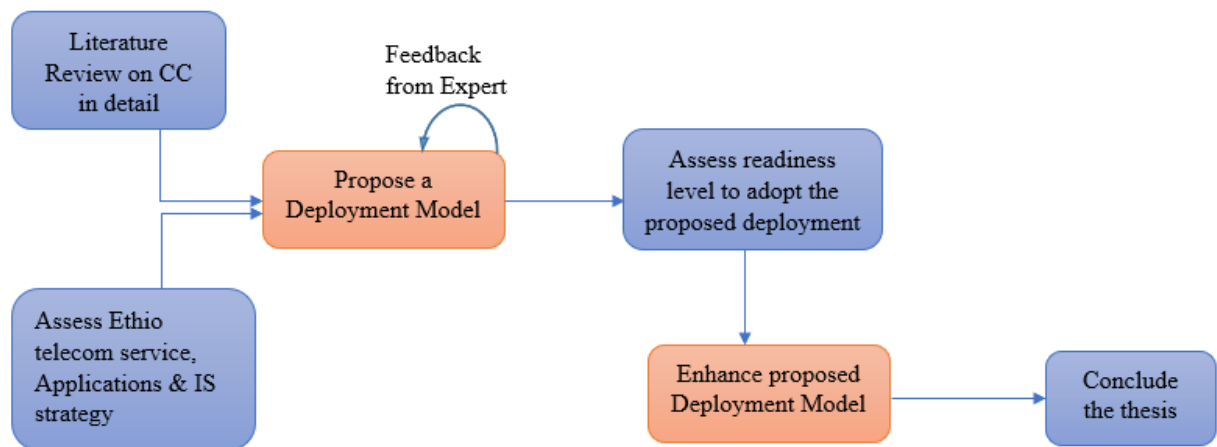 Literature
Review on CC
in detail
Feedback
from Expert
Propose a
Deployment Model
Assess readiness
level to adopt the
proposed deployment
Assess Ethio
telecom service,
Applications & IS
strategy
Enhance proposed
Deployment Model
Conclude
the thesis